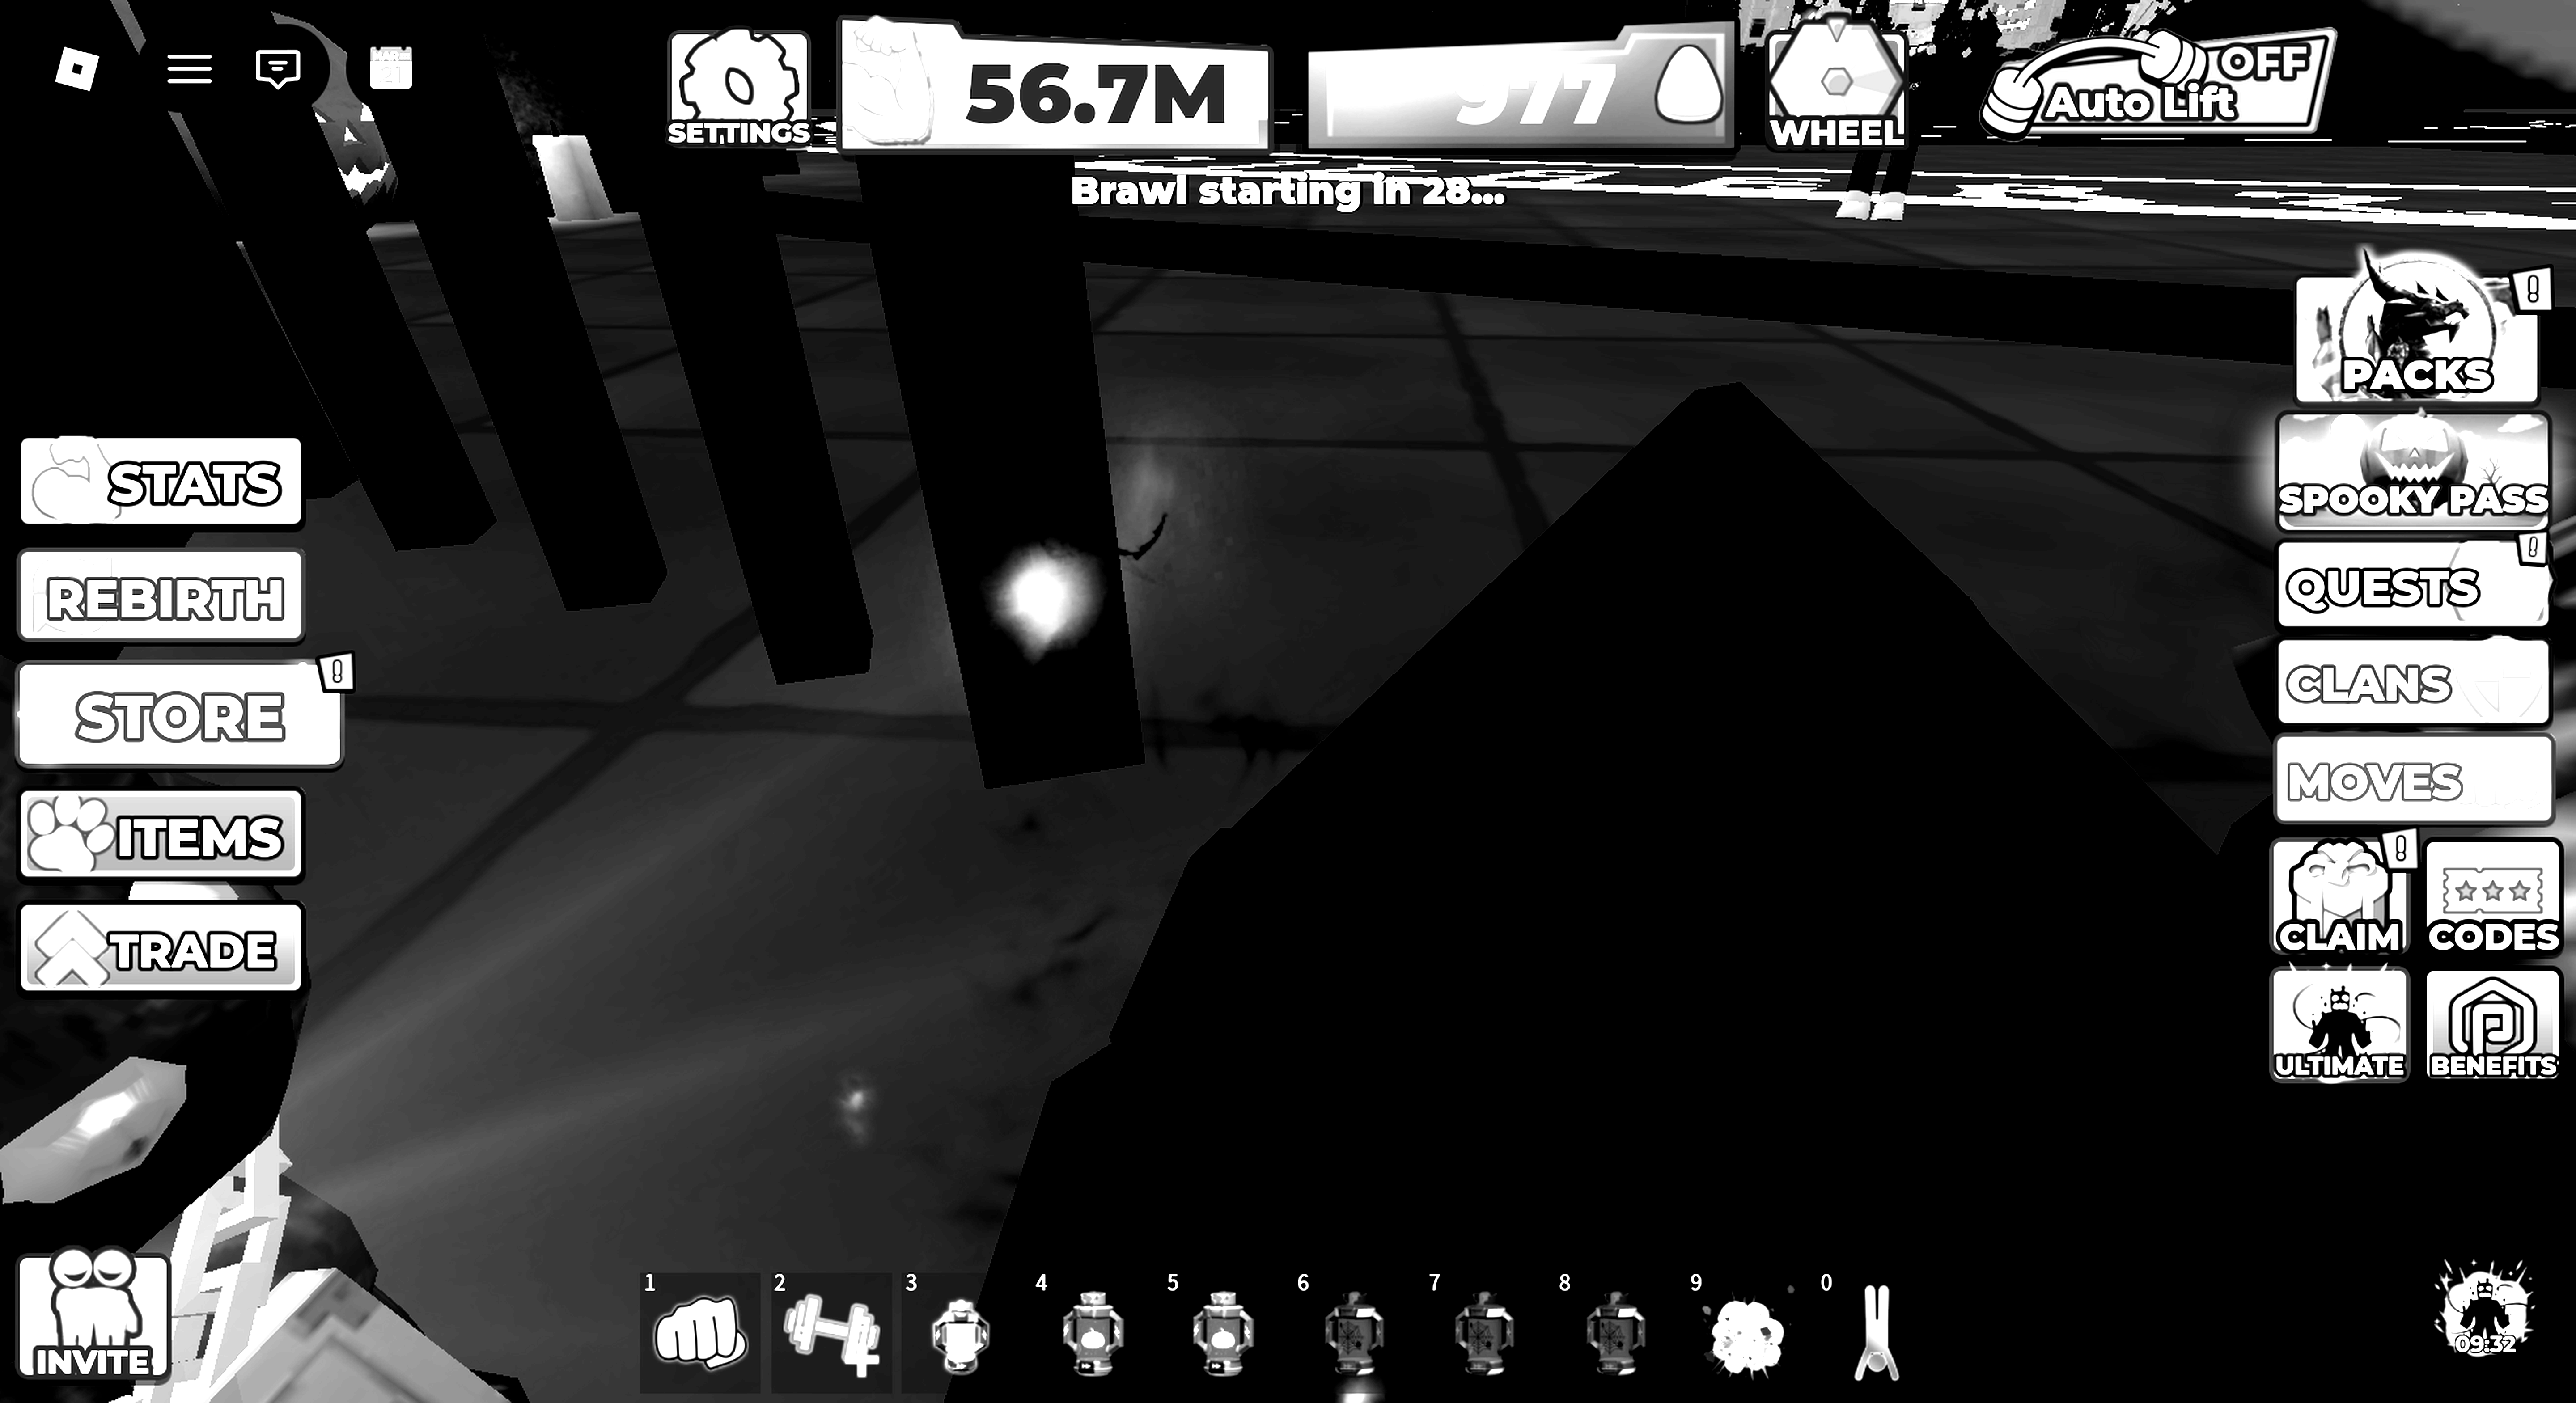 SETTINGS
56.7M
977
WHEEL
OFF
Auto Lift
Brawl starting in 28...
PACKS
SPOOKY PASS
QUESTS
CLANS
MOVES
CLAIM
CODES
ULTIMATE
BENEFITS
STATS
REBIRTH
STORE
ITEMS
TRADE
INVITE
1 2 3 4 5 6 7 8 9 0
09:32